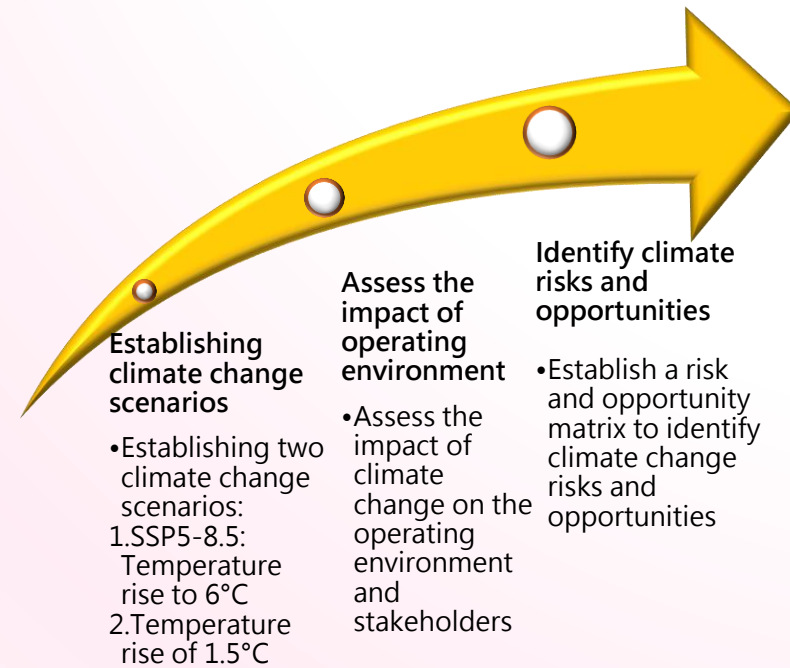 Establishing
climate change
scenarios
•Establishing two
climate change
scenarios:
1.SSP5-8.5:
Temperature
rise to 6°C
2.Temperature
rise of 1.5°C
Assess the
impact of
operating
environment
•Assess the
impact of
climate
change on the
operating
environment
and
stakeholders
Identify climate
risks and
opportunities
•Establish a risk
and opportunity
matrix to identify
climate change
risks and
opportunities